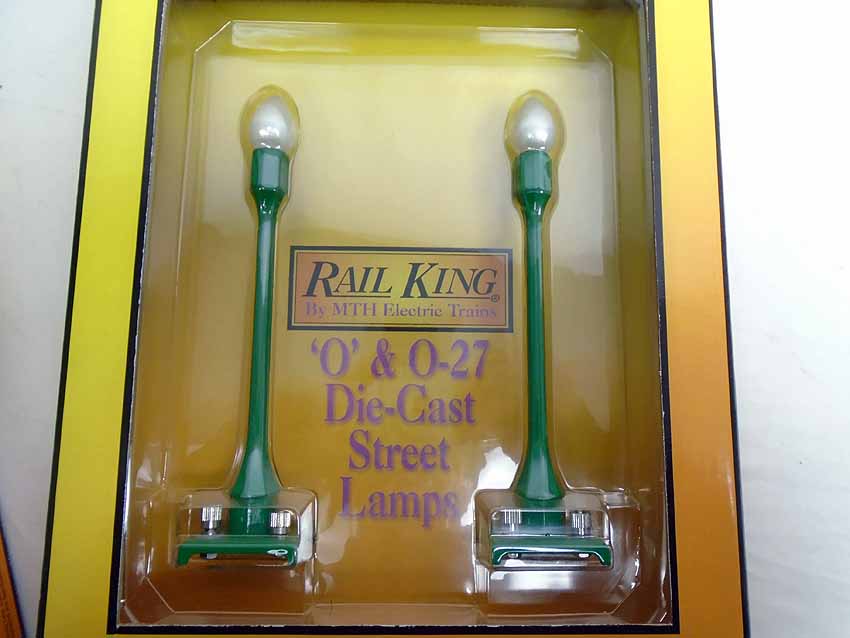 RAIL KING®
By MTH Electric Trains
'O' & O-27
Die-Cast
Street
Lamps